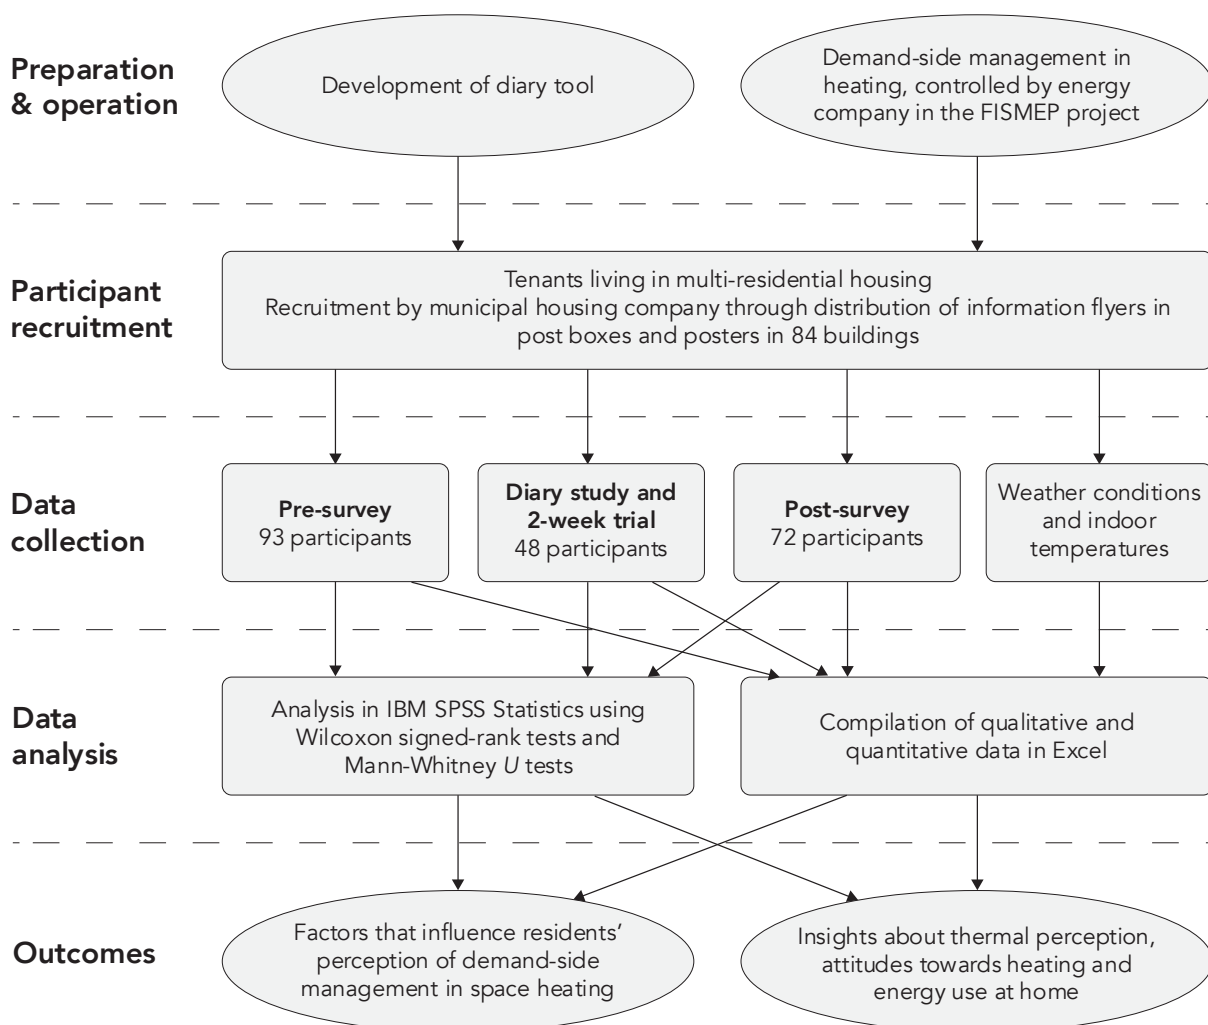 Preparation
& operation
Development of diary tool
Demand-side management in
heating, controlled by energy
company in the FISMEP project
Participant
recruitment
Tenants living in multi-residential housing
Recruitment by municipal housing company through distribution of information flyers in
post boxes and posters in 84 buildings
Data
collection
Pre-survey
93 participants
Diary study and
2-week trial
48 participants
Post-survey
72 participants
Weather conditions
and indoor
temperatures
Data
analysis
Analysis in IBM SPSS Statistics using
Wilcoxon signed-rank tests and
Mann-Whitney U tests
Compilation of qualitative and
quantitative data in Excel
Outcomes
Factors that influence residents’
perception of demand-side
management in space heating
Insights about thermal perception,
attitudes towards heating and
energy use at home